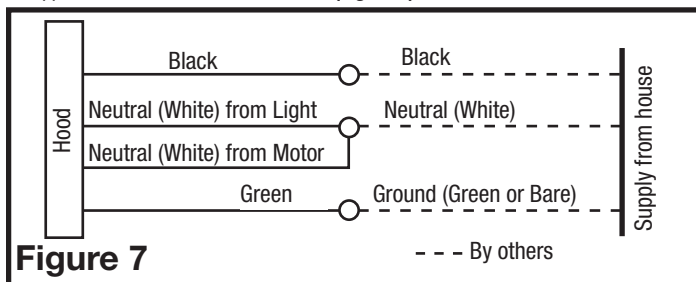 Hood
Black
Black
Neutral (White) from Light
Neutral (White)
Neutral (White) from Motor
Green
Ground (Green or Bare)
Supply from house
Figure 7
--- By others